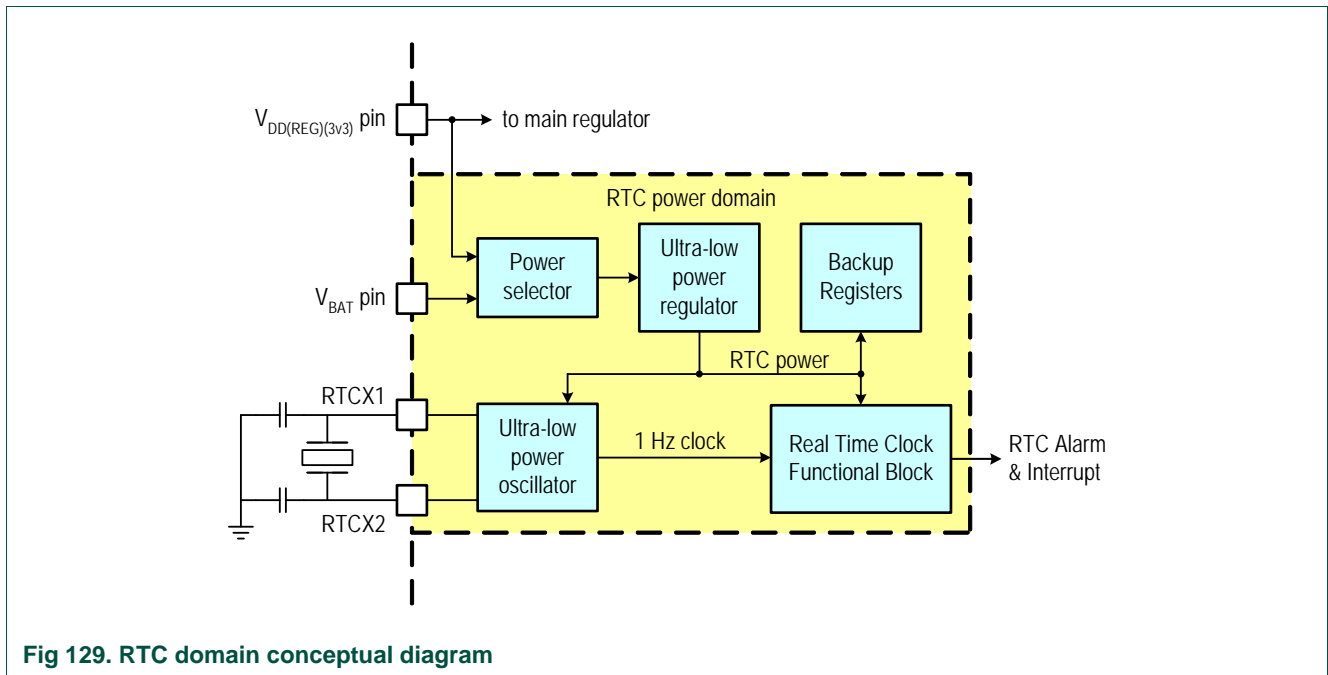 V_DD(REG)(3v3) pin
to main regulator
RTC power domain
Power
selector
Ultra-low
power
regulator
Backup
Registers
V_BAT pin
RTC power
RTCX1
Ultra-low
power
oscillator
1 Hz clock
Real Time Clock
Functional Block
RTC Alarm
& Interrupt
RTCX2
Fig 129. RTC domain conceptual diagram